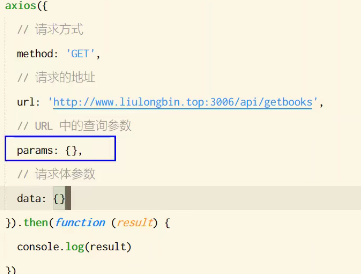 axios({
// 请求方式
method: 'GET',
// 请求的地址
url: 'http://www.liulongbin.top:3006/api/getbooks',
// URL 中的查询参数
params: {},
// 请求体参数
data: {}
}).then(function (result) {
console.log(result)
})